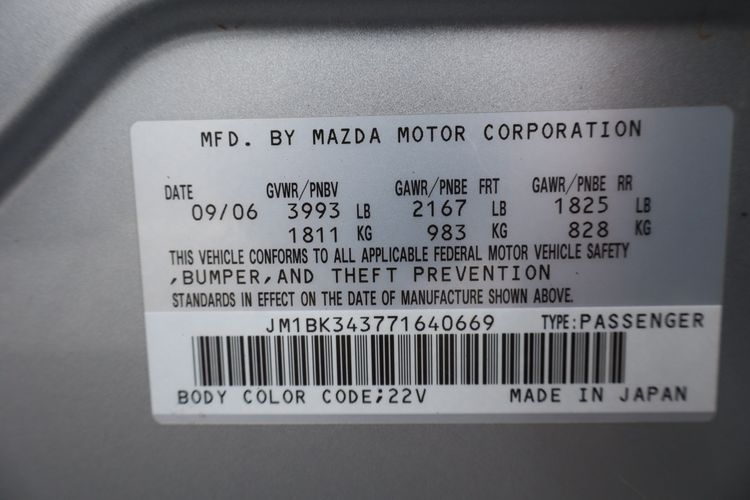 MFD. BY MAZDA MOTOR CORPORATION
DATE GVWR/PNBV GAWR/PNBE FRT GAWR/PNBE RR
09/06 3993 LB 2167 LB 1825 LB
1811 KG 983 KG 828 KG
THIS VEHICLE CONFORMS TO ALL APPLICABLE FEDERAL MOTOR VEHICLE SAFETY
,BUMPER,AND THEFT PREVENTION
STANDARDS IN EFFECT ON THE DATE OF MANUFACTURE SHOWN ABOVE.
JM1BK343771640669 TYPE:PASSENGER
BODY COLOR CODE;22V MADE IN JAPAN